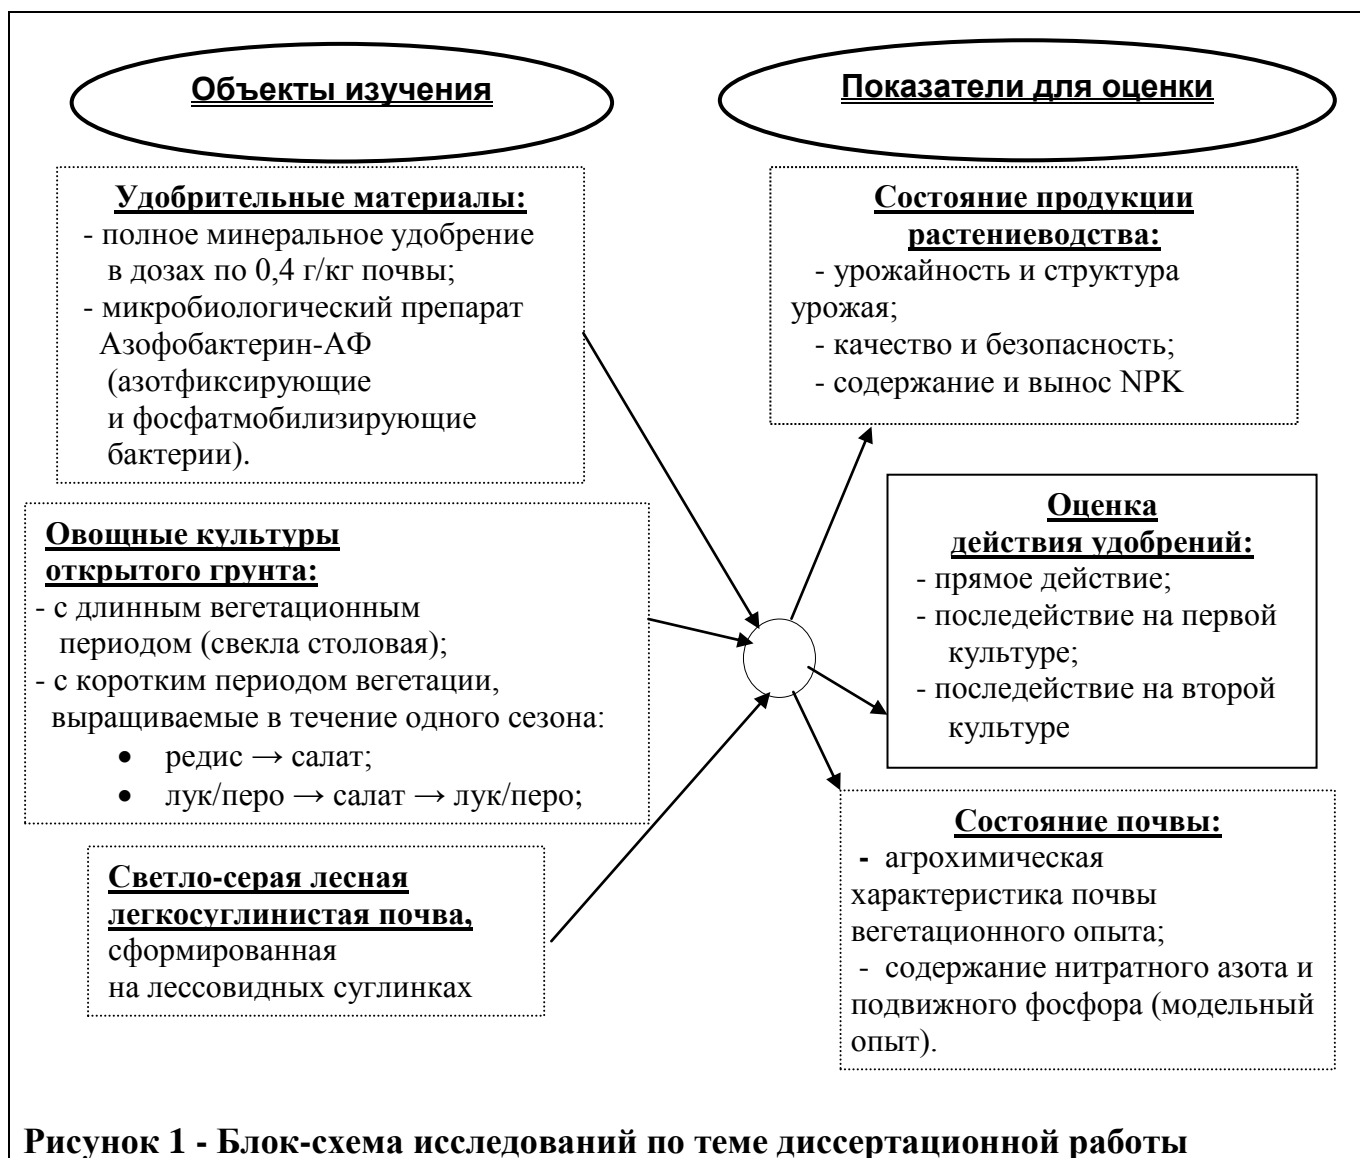 Объекты изучения
Удобрительные материалы:
- полное минеральное удобрение
в дозах по 0,4 г/кг почвы;
- микробиологический препарат
Азофобактерин-АФ
(азотфиксирующие
и фосфатмобилизирующие
бактерии).
Овощные культуры
открытого грунта:
- с длинным вегетационным
периодом (свекла столовая);
- с коротким периодом вегетации,
выращиваемые в течение одного сезона:
• редис → салат;
• лук/перо → салат → лук/перо;
Светло-серая лесная
легкосуглинистая почва,
сформированная
на лессовидных суглинках
Показатели для оценки
Состояние продукции
растениеводства:
- урожайность и структура
урожая;
- качество и безопасность;
- содержание и вынос NPK
Оценка
действия удобрений:
- прямое действие;
- последействие на первой
культуре;
- последействие на второй
культуре
Состояние почвы:
- агрохимическая
характеристика почвы
вегетационного опыта;
- содержание нитратного азота и
подвижного фосфора (модельный
опыт).
Рисунок 1 - Блок-схема исследований по теме диссертационной работы